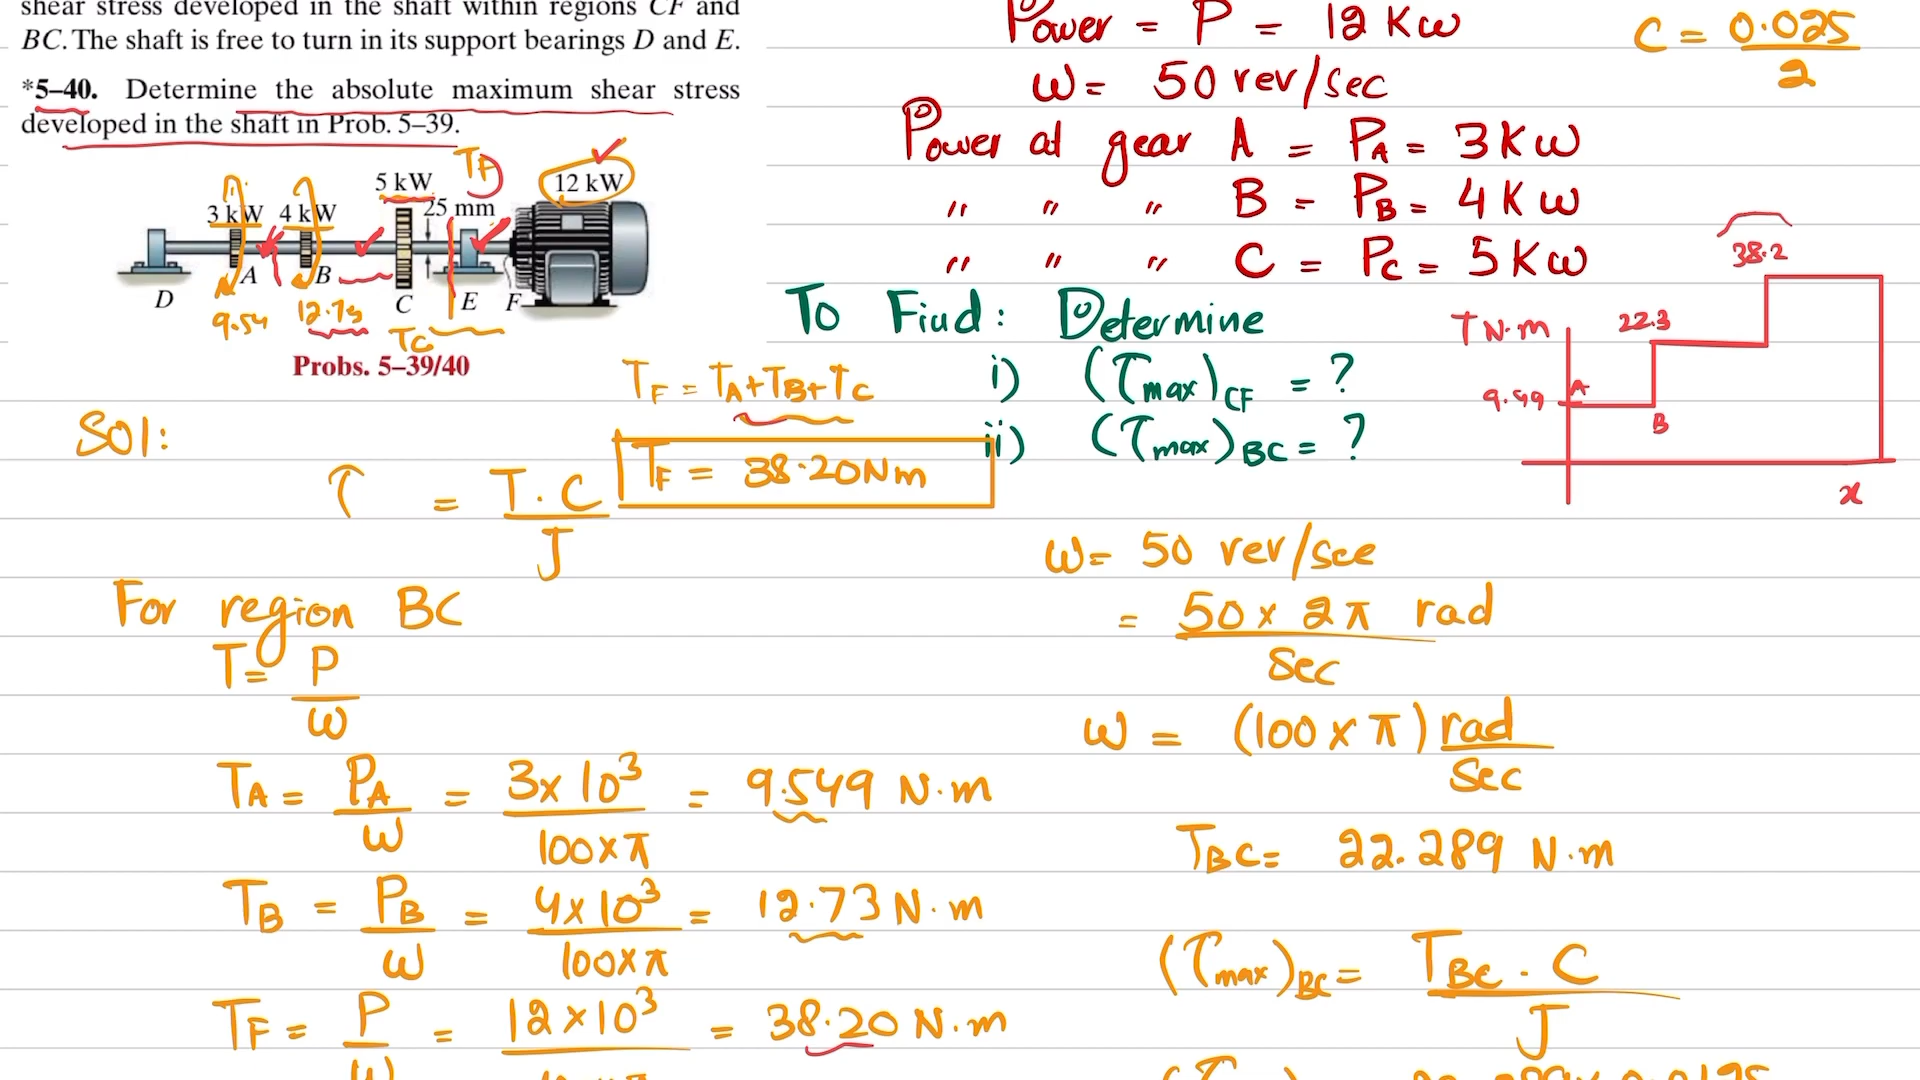 shear stress developed in the shaft within regions CF and
BC. The shaft is free to turn in its support bearings D and E.
*5–40. Determine the absolute maximum shear stress
developed in the shaft in Prob. 5–39.
TF
5 kW
12 kW
3 kW 4 kW
25 mm
A
B
D
C
E
F
9.54
12.73
TC
Probs. 5–39/40
Power = P = 12 Kw
ω = 50 rev/sec
Power at gear A = PA = 3 Kw
" " " B = PB = 4 Kw
" " " C = PC = 5 Kw
C = 0.025
2
To Find: Determine
i) (τmax)CF = ?
ii) (τmax)BC = ?
38.2
T N.m
22.3
A
B
x
TF = TA+TB+TC
TF = 38.20Nm
Sol:
τ = T.C
J
For region BC
T = P
ω
TA = PA = 3x10³ = 9.549 N.m
ω 100xπ
TB = PB = 4x10³ = 12.73 N.m
ω 100xπ
TF = P = 12x10³ = 38.20 N.m
ω
ω = 50 rev/sec
= 50 x 2π rad
sec
ω = (100 x π) rad
sec
TBC = 22.289 N.m
(τmax)BC = TBC . C
J